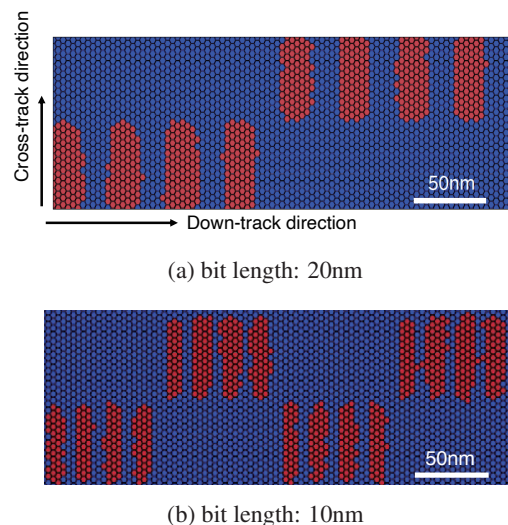 Cross-track direction
50nm
Down-track direction
(a) bit length: 20nm
50nm
(b) bit length: 10nm